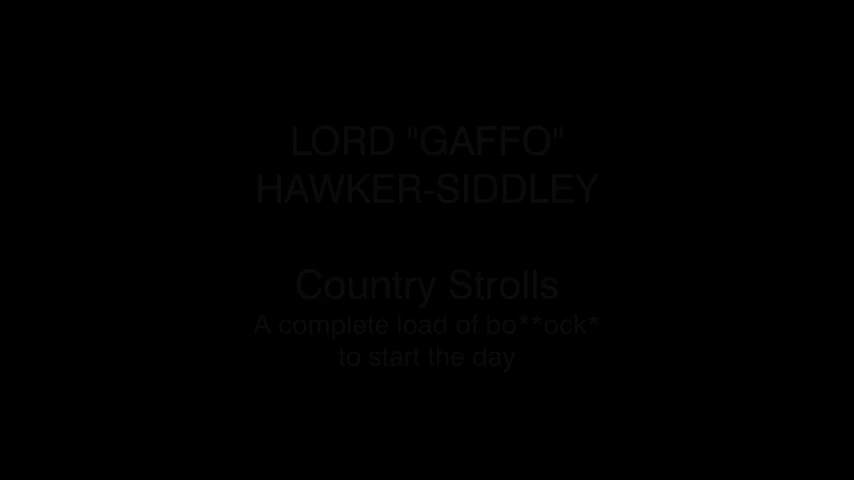 LORD "GAFFO"
HAWKER-SIDDLEY
Country Strolls
A complete load of bo**ock*
to start the day